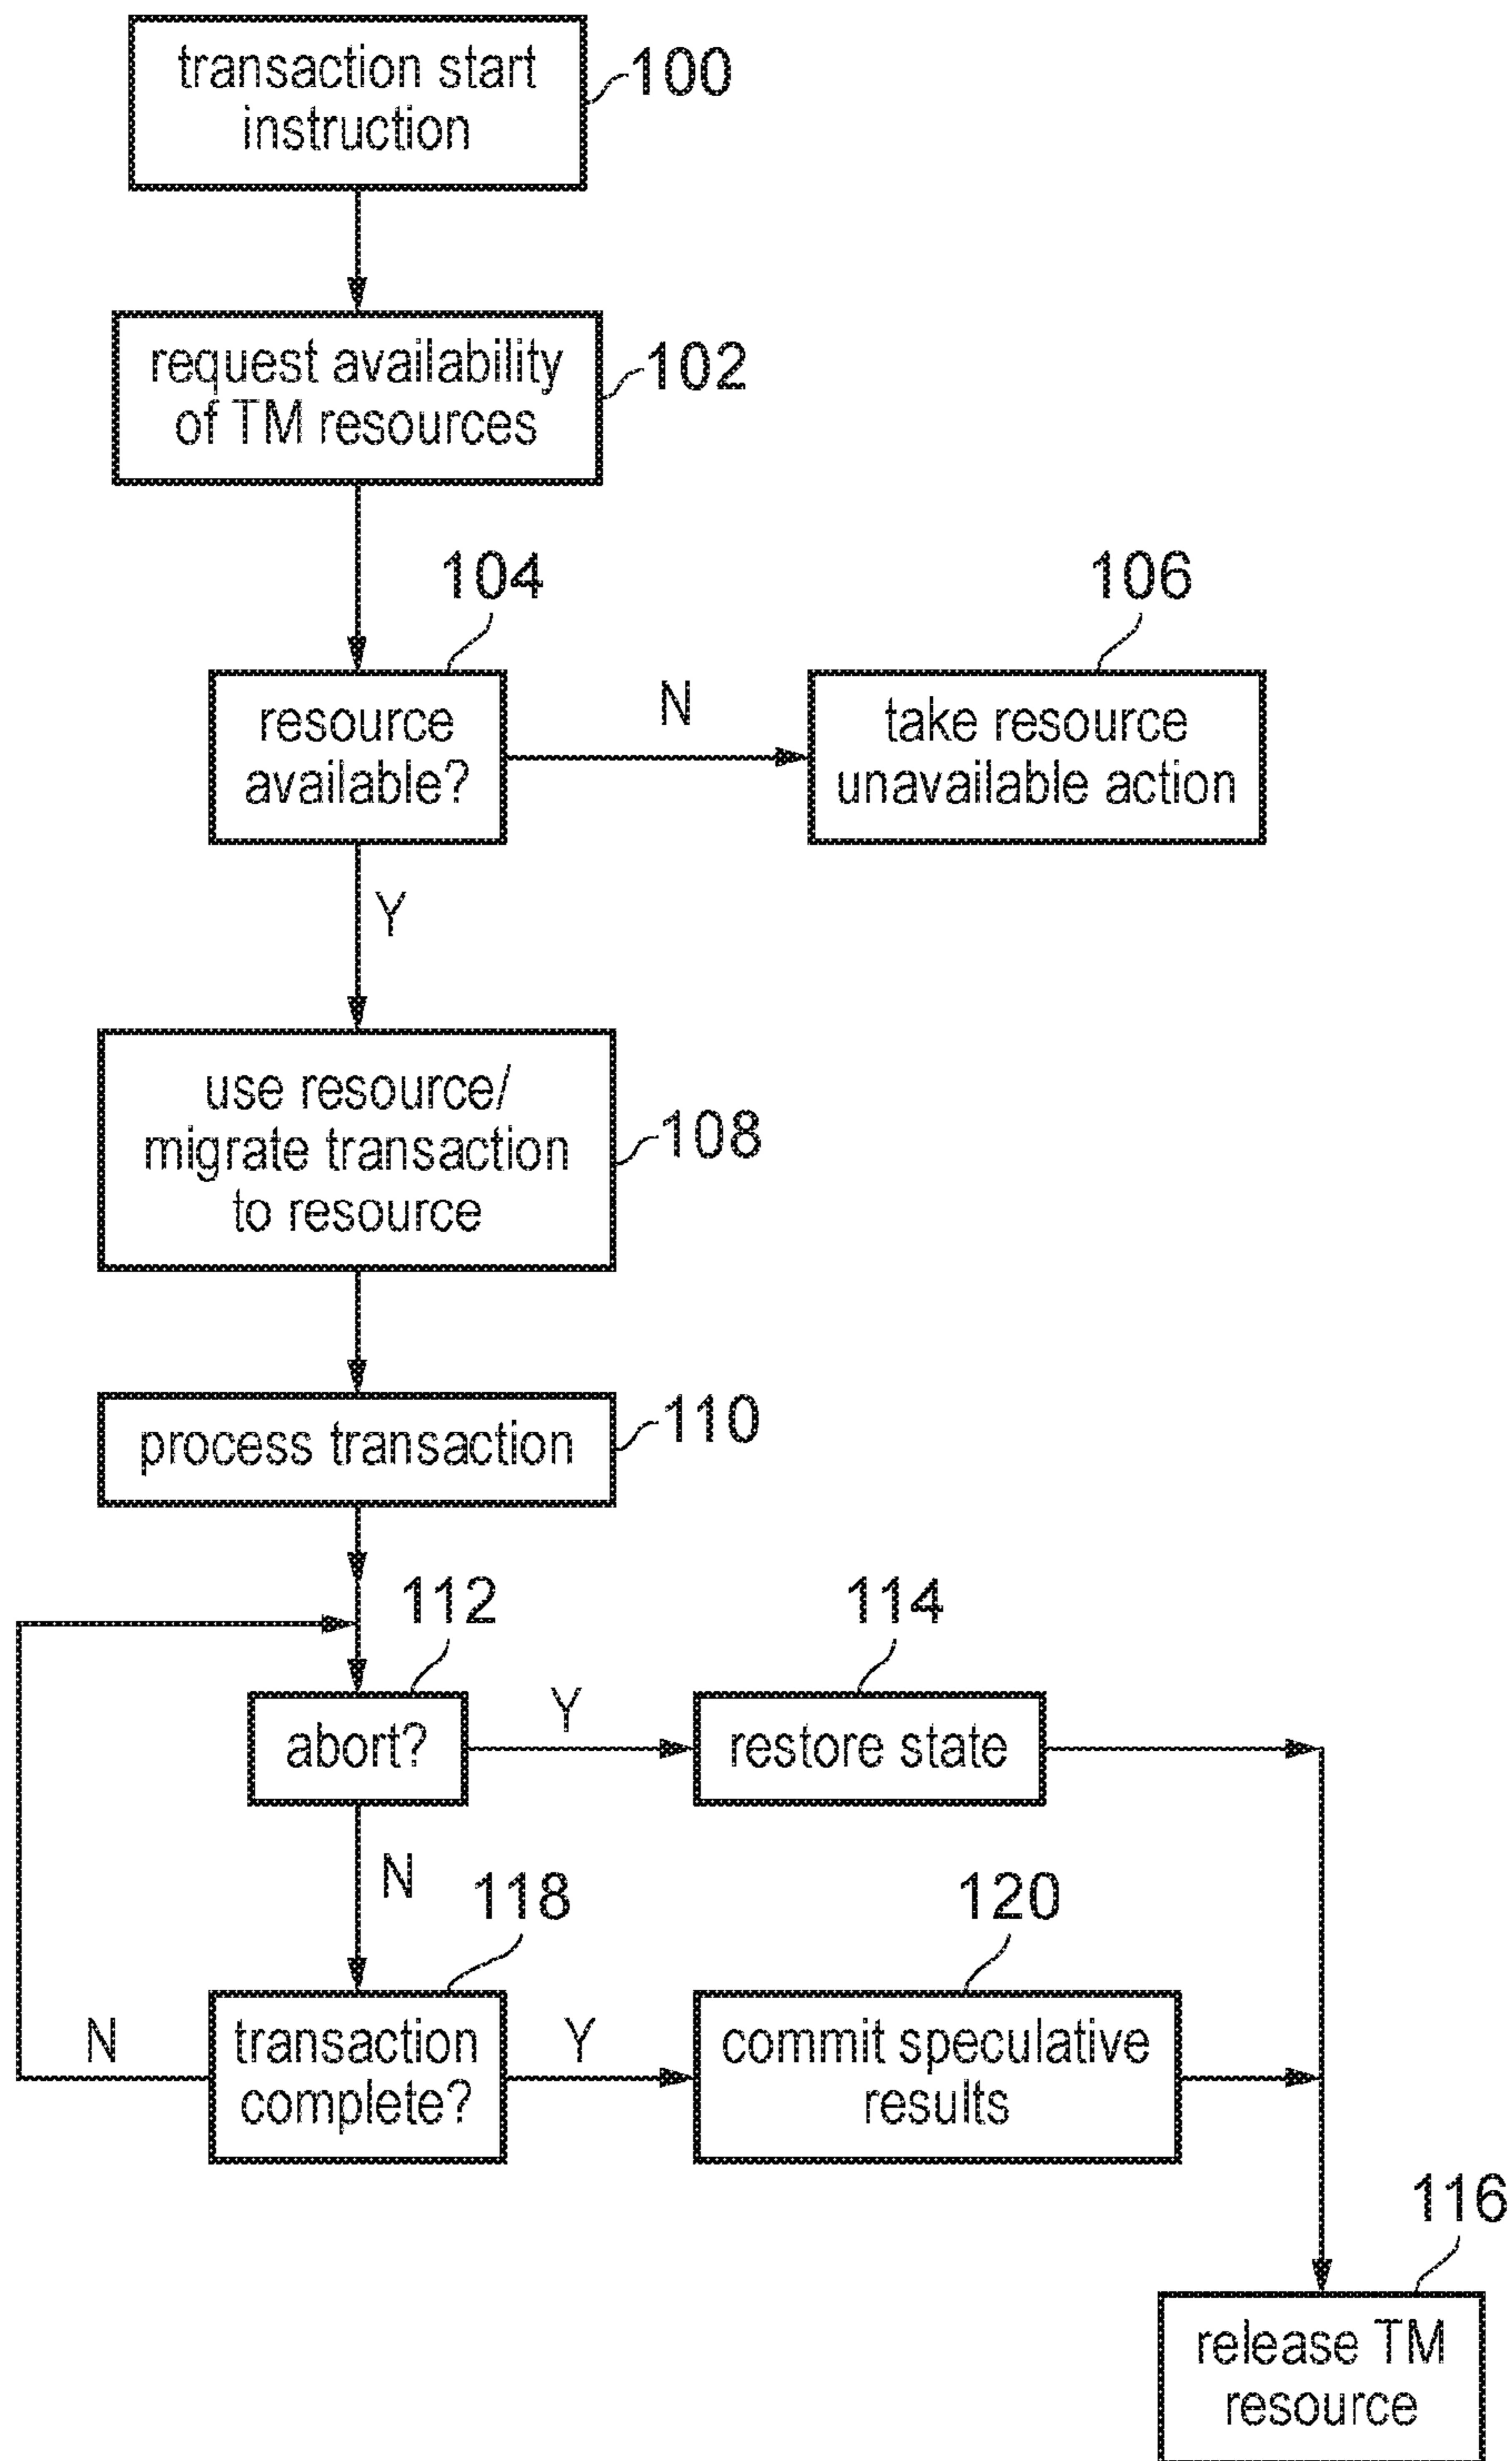 transaction start
instruction
100
request availability
of TM resources
102
104
106
resource
available?
N
take resource
unavailable action
Y
use resource/
migrate transaction
to resource
108
process transaction
110
112
114
abort?
Y
restore state
N
118
120
N
transaction
complete?
Y
commit speculative
results
116
release TM
resource